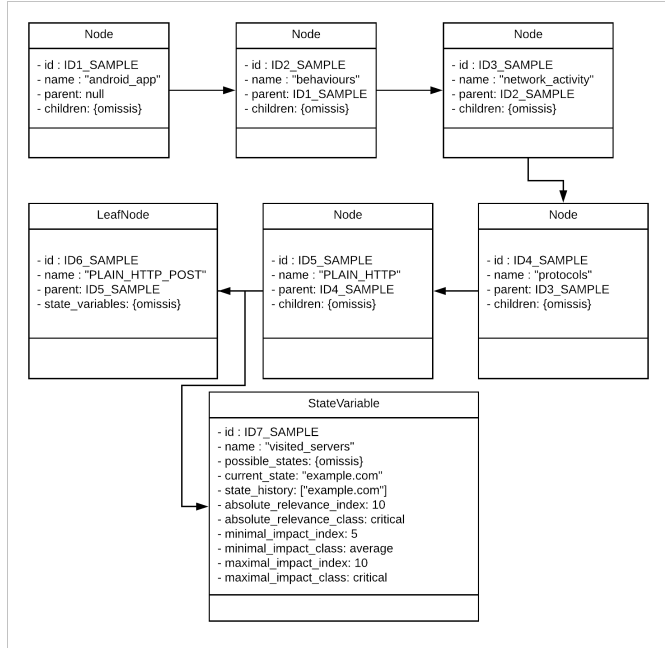 Node
- id : ID1_SAMPLE
- name : "android_app"
- parent: null
- children: {omissis}
Node
- id : ID2_SAMPLE
- name : "behaviours"
- parent: ID1_SAMPLE
- children: {omissis}
Node
- id : ID3_SAMPLE
- name : "network_activity"
- parent: ID2_SAMPLE
- children: {omissis}
LeafNode
- id : ID6_SAMPLE
- name : "PLAIN_HTTP_POST"
- parent: ID5_SAMPLE
- state_variables: {omissis}
Node
- id : ID5_SAMPLE
- name : "PLAIN_HTTP"
- parent: ID4_SAMPLE
- children: {omissis}
Node
- id : ID4_SAMPLE
- name : "protocols"
- parent: ID3_SAMPLE
- children: {omissis}
StateVariable
- id : ID7_SAMPLE
- name : "visited_servers"
- possible_states: {omissis}
- current_state: "example.com"
- state_history: ["example.com"]
- absolute_relevance_index: 10
- absolute_relevance_class: critical
- minimal_impact_index: 5
- minimal_impact_class: average
- maximal_impact_index: 10
- maximal_impact_class: critical